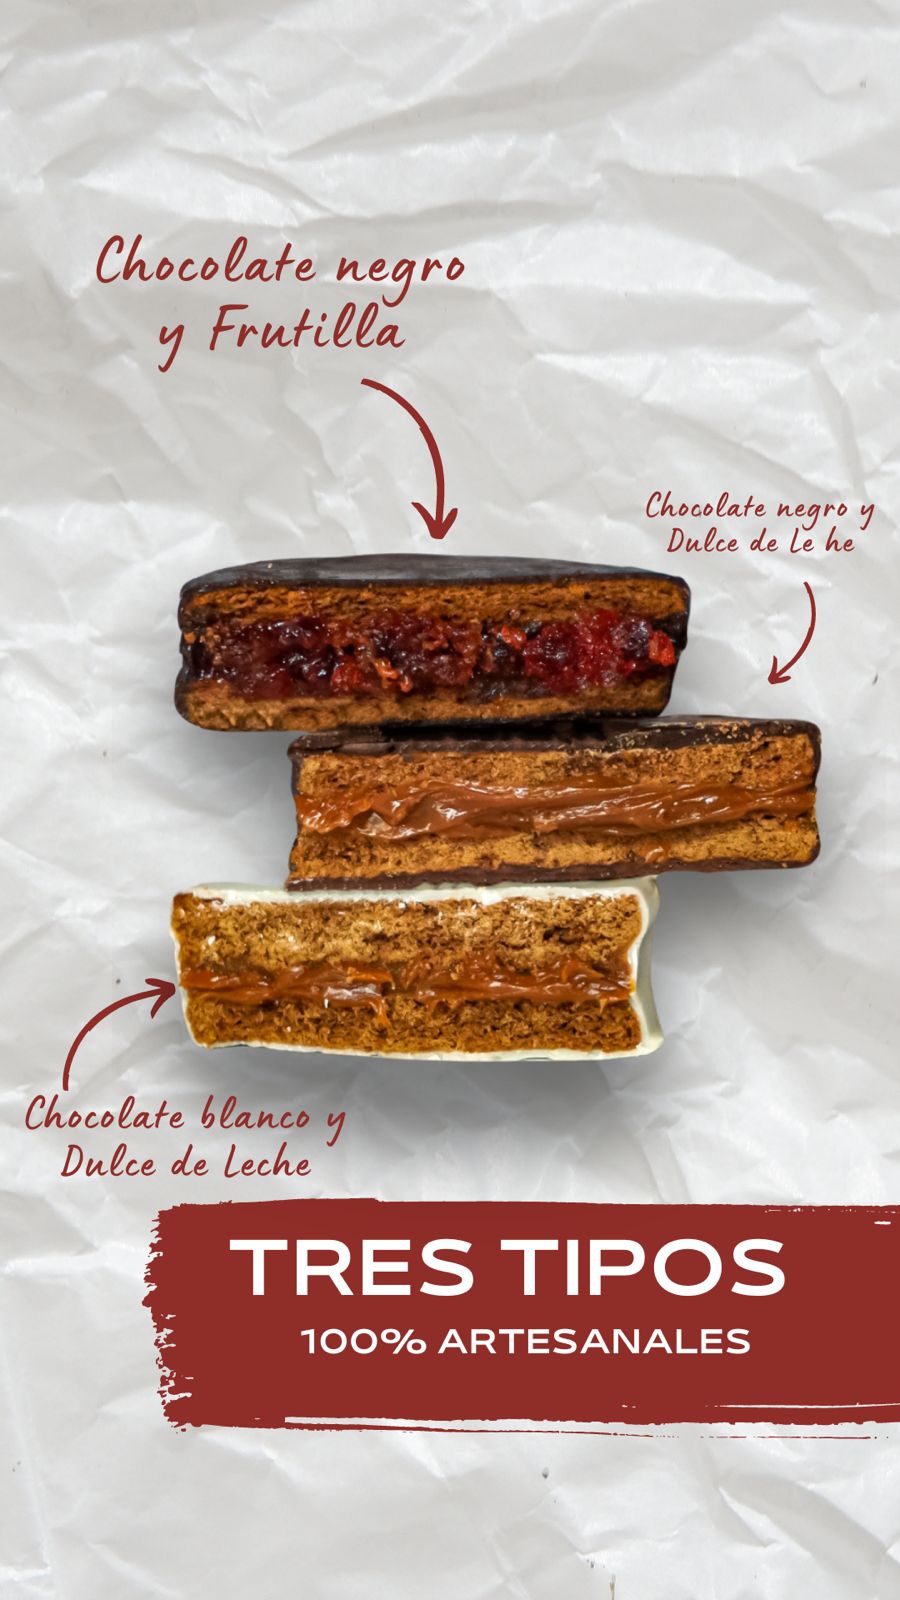 Chocolate negro
y Frutilla
Chocolate negro y
Dulce de Le he
Chocolate blanco y
Dulce de Leche
TRES TIPOS
100% ARTESANALES